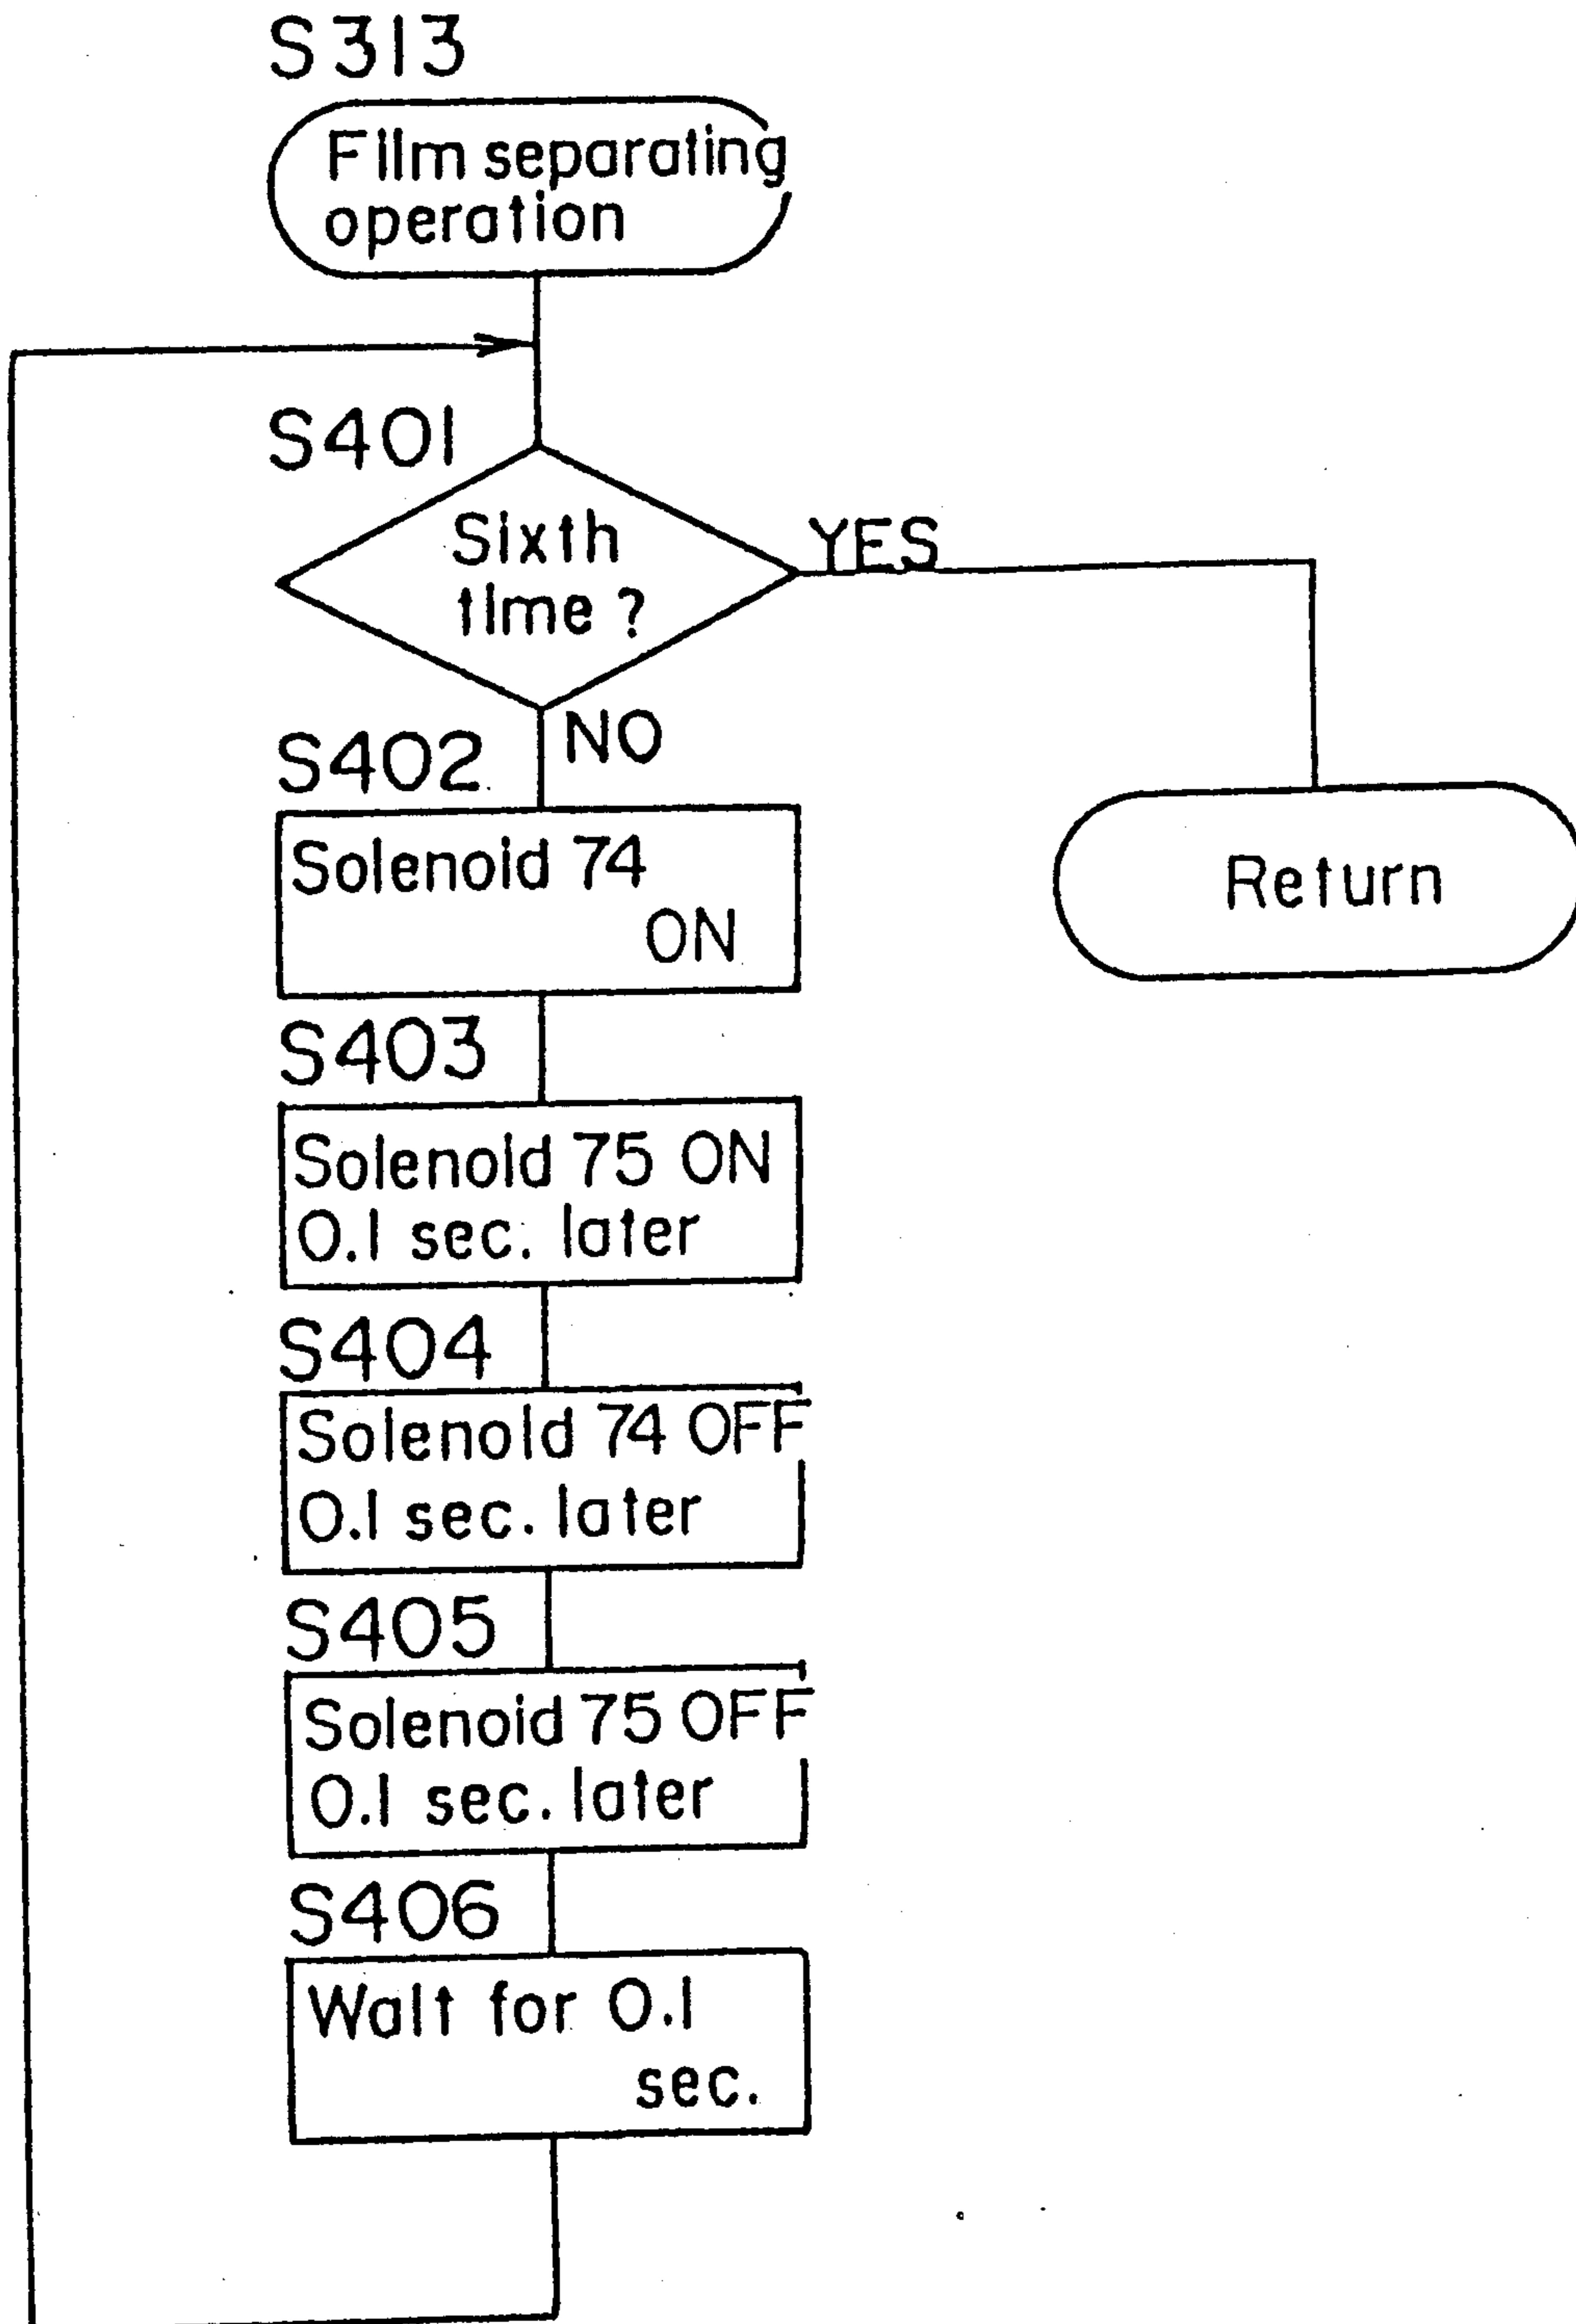 S313
Film separating
operation
S401
Sixth
time ?
YES
NO
S402
Solenoid 74
ON
Return
S403
Solenoid 75 ON
0.1 sec. later
S404
Solenoid 74 OFF
0.1 sec. later
S405
Solenoid 75 OFF
0.1 sec. later
S406
Wait for 0.1
sec.